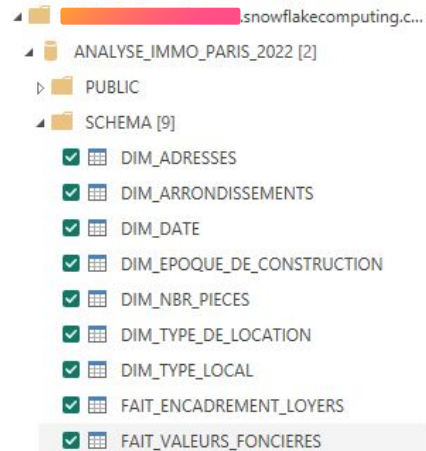 .snowflakecomputing.c...
ANALYSE_IMMO_PARIS_2022 [2]
PUBLIC
SCHEMA [9]
DIM_ADRESSES
DIM_ARRONDISSEMENTS
DIM_DATE
DIM_EPOQUE_DE_CONSTRUCTION
DIM_NBR_PIECES
DIM_TYPE_DE_LOCATION
DIM_TYPE_LOCAL
FAIT_ENCADREMENT_LOYERS
FAIT_VALEURS_FONCIERES